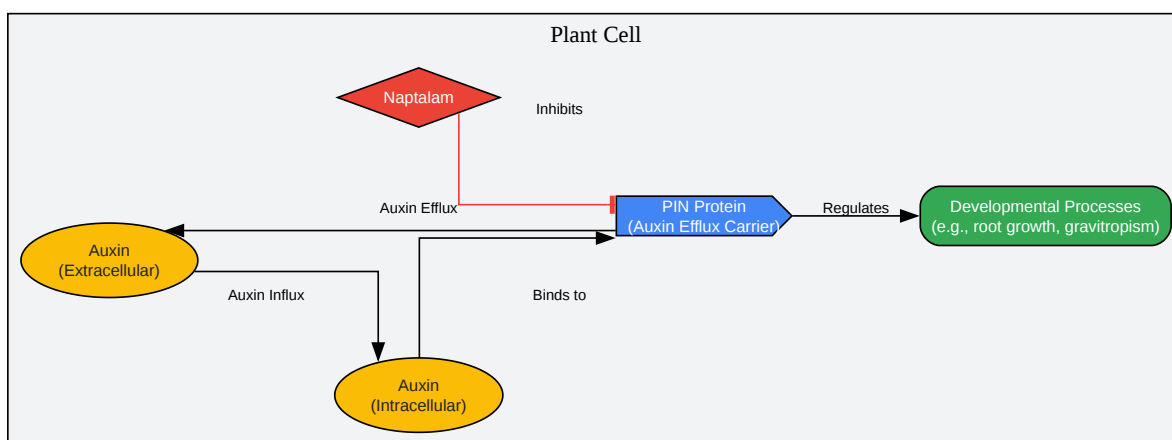 Plant Cell
Naptalam
Inhibits
Auxin Efflux
PIN Protein
(Auxin Efflux Carrier)
Regulates
Developmental Processes
(e.g., root growth, gravitropism)
Auxin
(Extracellular)
Auxin Influx
Binds to
Auxin
(Intracellular)